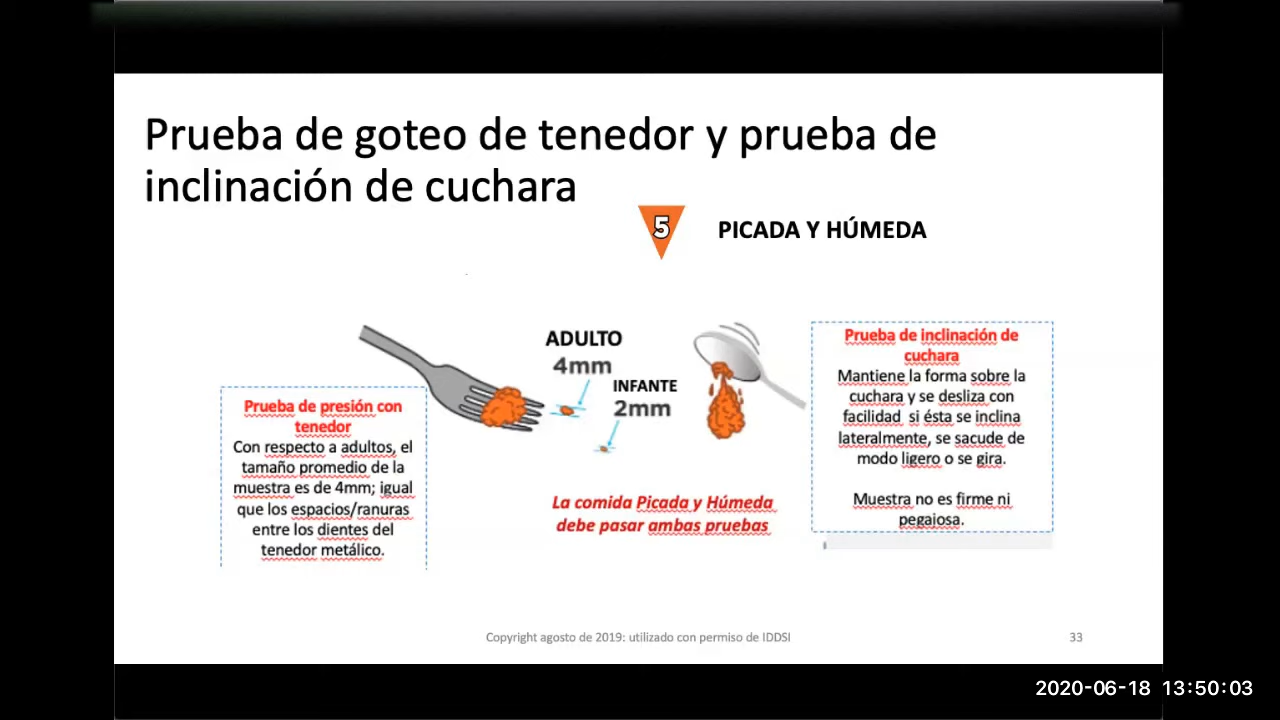 Prueba de goteo de tenedor y prueba de
inclinación de cuchara
5
PICADA Y HÚMEDA
Prueba de presión con
tenedor
Con respecto a adultos, el
tamaño promedio de la
muestra es de 4mm; igual
que los espacios/ranuras
entre los dientes del
tenedor metálico.
ADULTO
4mm
INFANTE
2mm
La comida Picada y Húmeda
debe pasar ambas pruebas
Prueba de inclinación de
cuchara
Mantiene la forma sobre la
cuchara y se desliza con
facilidad si ésta se inclina
lateralmente, se sacude de
modo ligero o se gira.
Muestra no es firme ni
pegajosa.
Copyright agosto de 2019: utilizado con permiso de IDDSI
33
2020-06-18 13:50:03